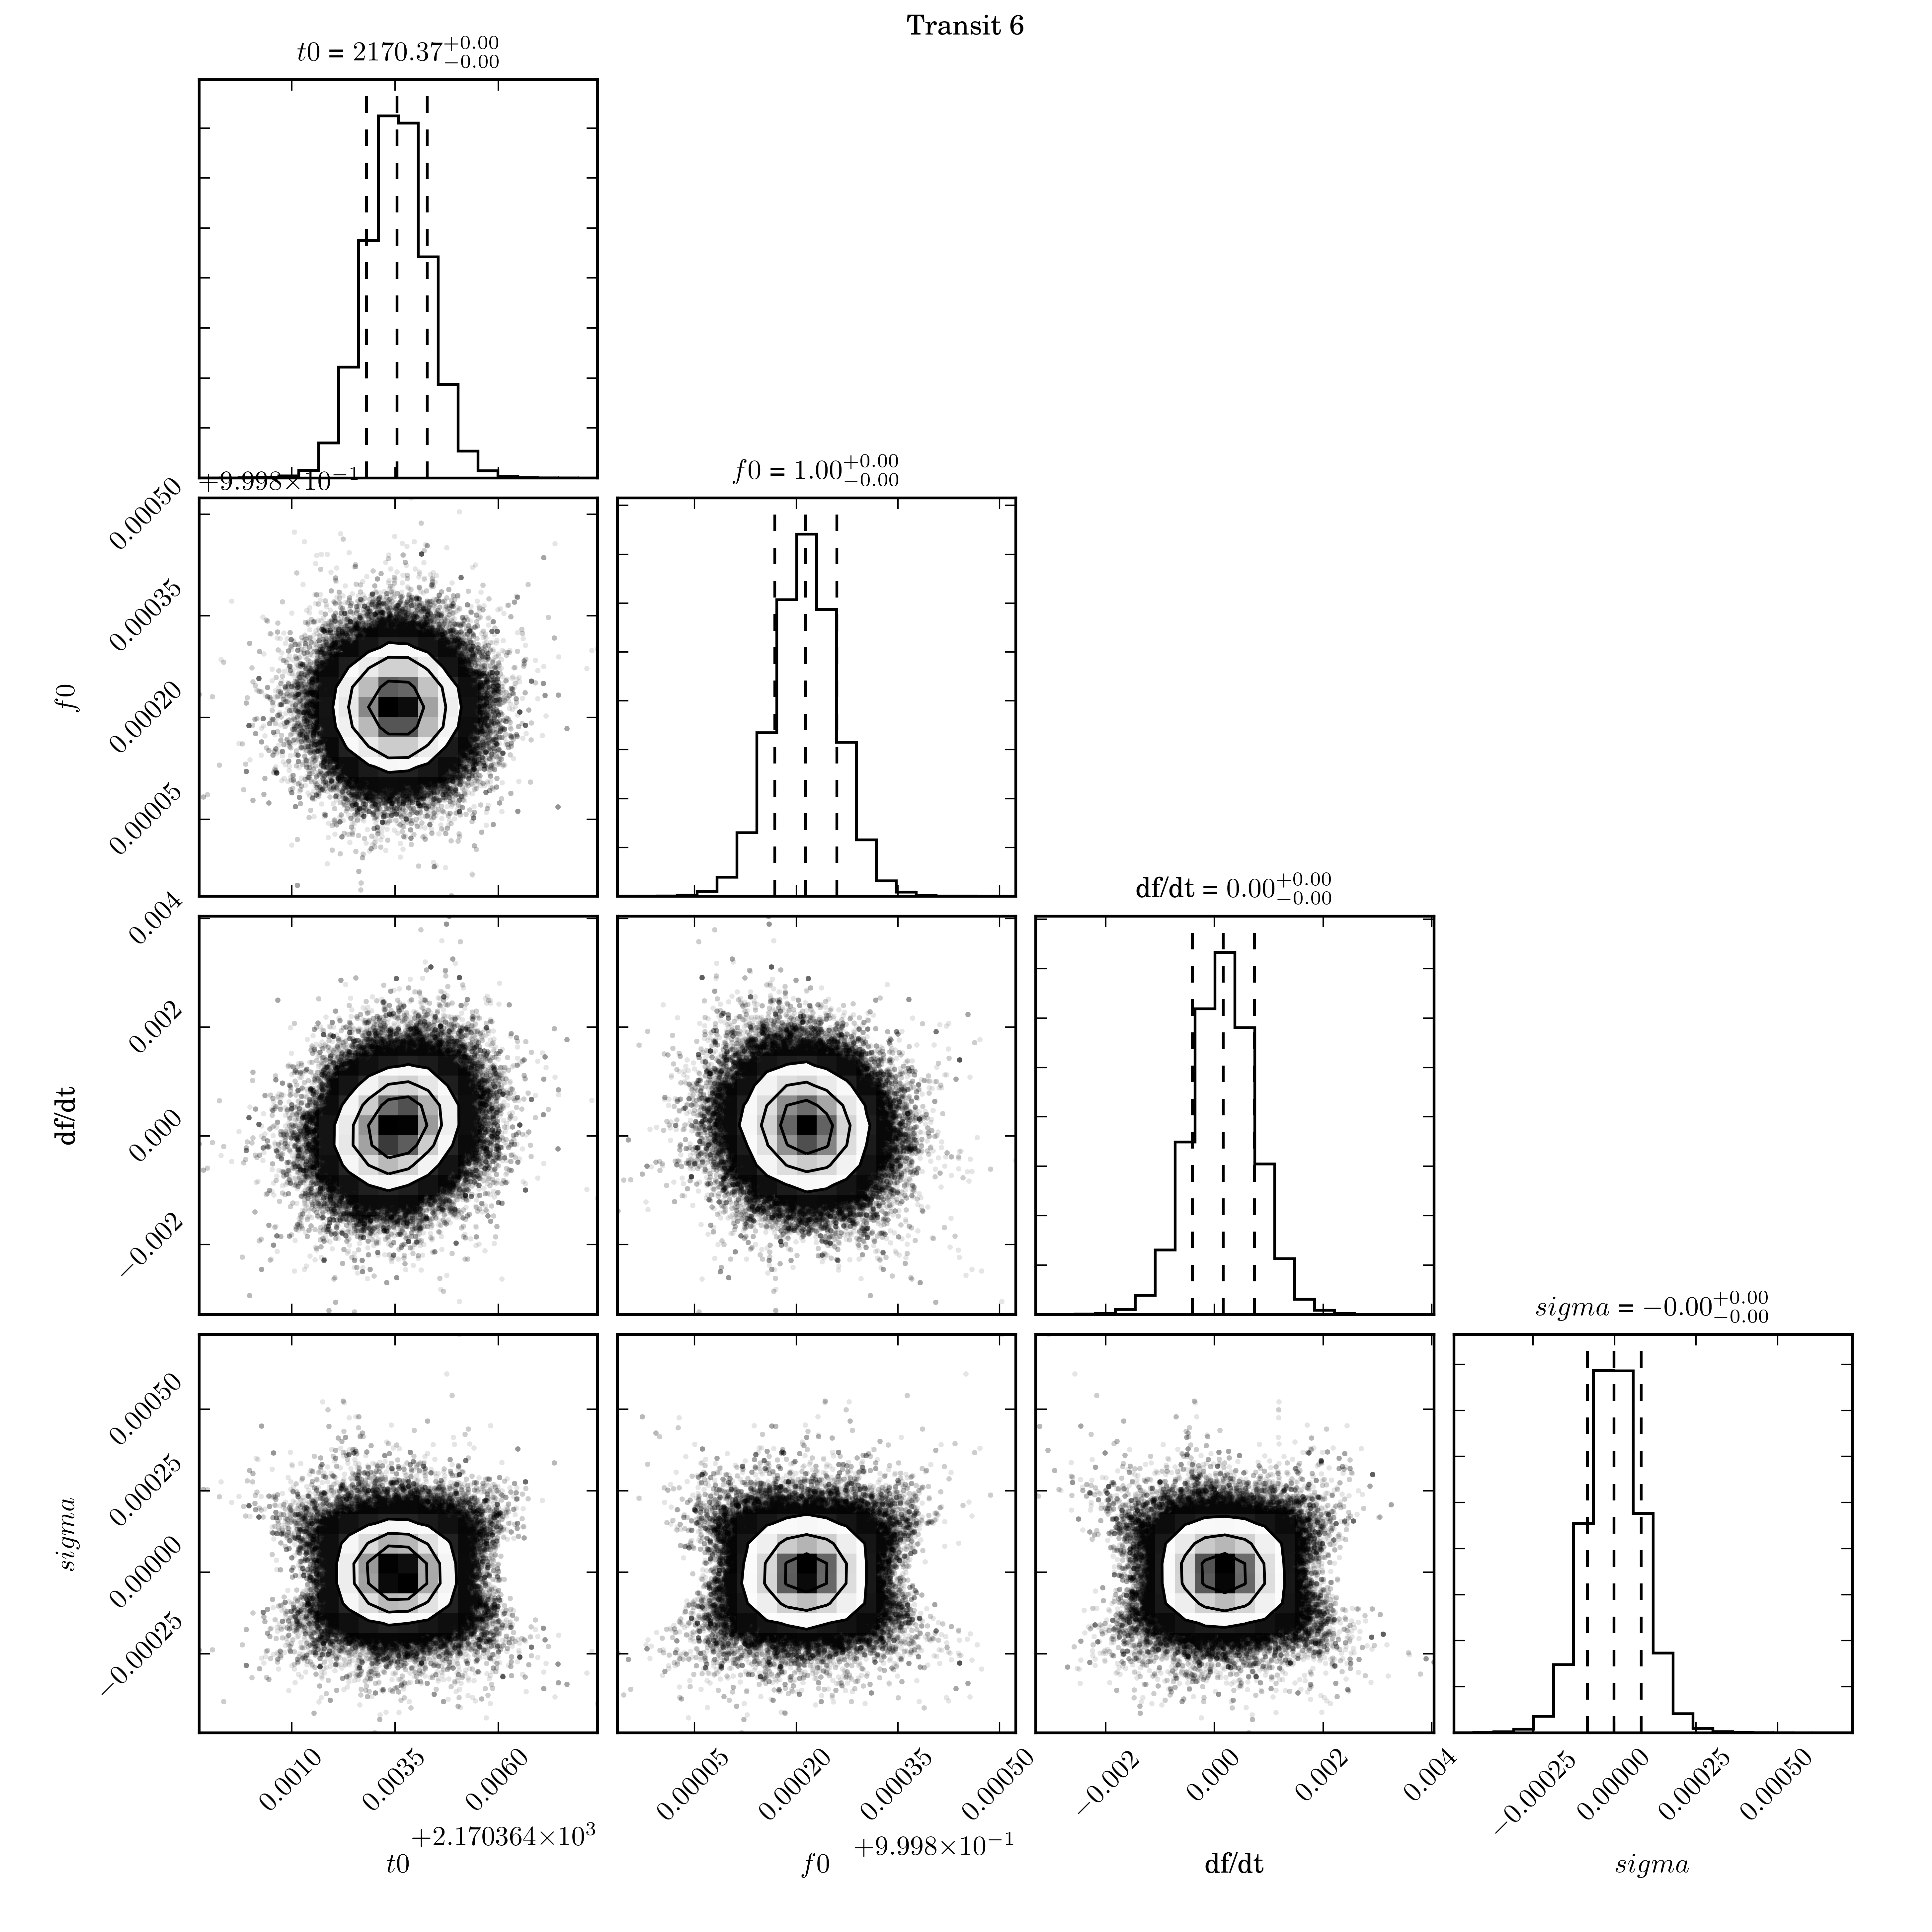 Transit 6
t0 = 2170.37+0.00−0.00
+9.998×10−1
f0 = 1.00+0.00−0.00
0.00050
0.00035
0.00020
0.00005
f0
df/dt = 0.00+0.00−0.00
0.004
0.002
0.000
−0.002
df/dt
sigma = −0.00+0.00−0.00
0.00050
0.00025
0.00000
−0.00025
sigma
0.0010 0.0035 0.0060 0.00005 0.00020 0.00035 0.00050 −0.002 0.000 0.002 0.004 −0.00025 0.00000 0.00025 0.00050
+2.170364×10³ +9.998×10−1
t0 f0 df/dt sigma